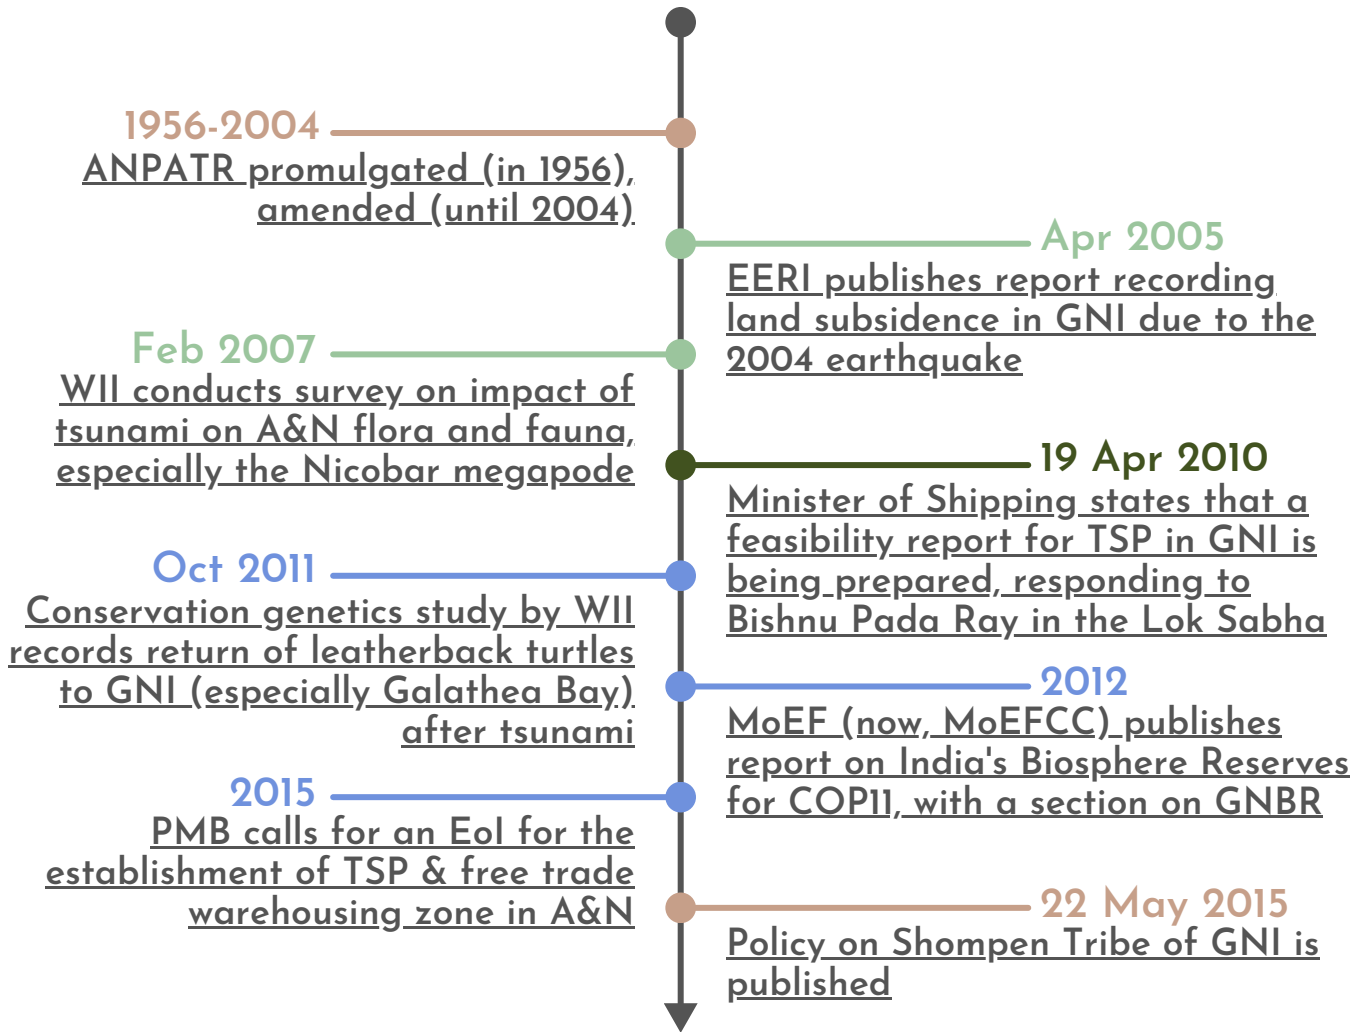 1956-2004
ANPATR promulgated (in 1956),
amended (until 2004)
Apr 2005
EERI publishes report recording
land subsidence in GNI due to the
2004 earthquake
Feb 2007
WII conducts survey on impact of
tsunami on A&N flora and fauna,
especially the Nicobar megapode
19 Apr 2010
Minister of Shipping states that a
feasibility report for TSP in GNI is
being prepared, responding to
Bishnu Pada Ray in the Lok Sabha
Oct 2011
Conservation genetics study by WII
records return of leatherback turtles
to GNI (especially Galathea Bay)
after tsunami
2012
MoEF (now, MoEFCC) publishes
report on India's Biosphere Reserves
for COP11, with a section on GNBR
2015
PMB calls for an EoI for the
establishment of TSP & free trade
warehousing zone in A&N
22 May 2015
Policy on Shompen Tribe of GNI is
published